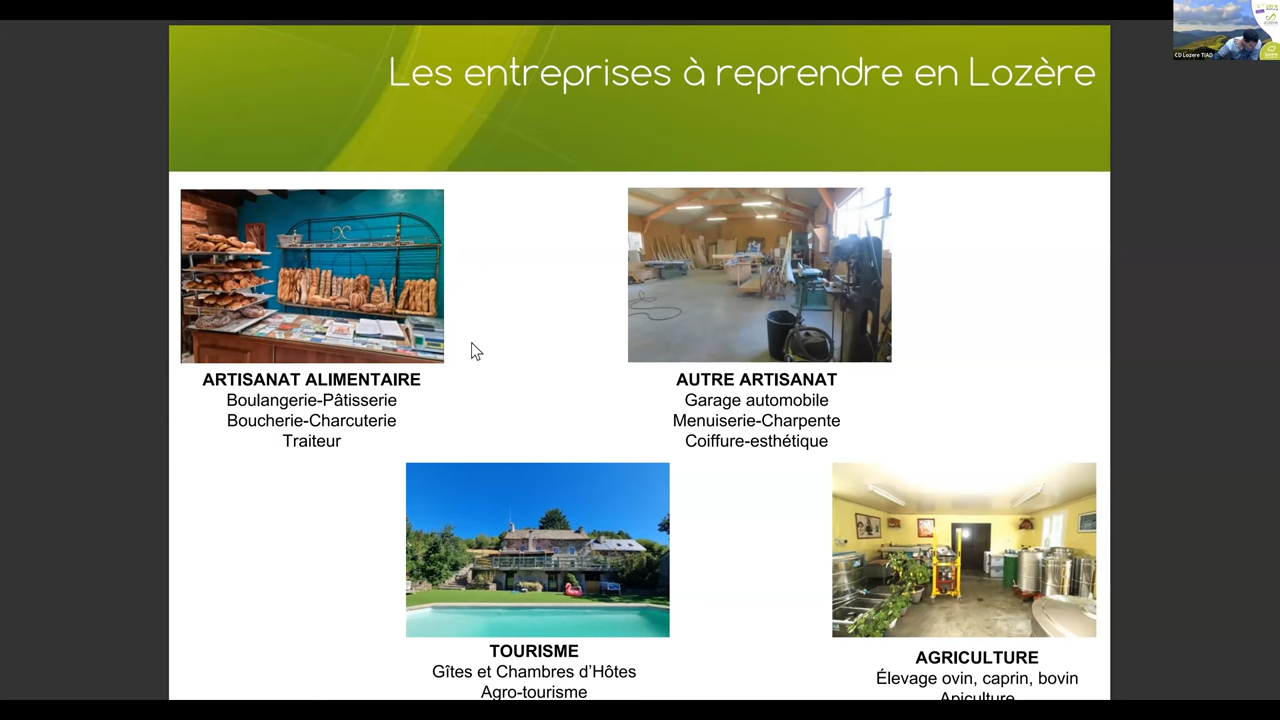 Les entreprises à reprendre en Lozère
CD Lozere TIAD
ARTISANAT ALIMENTAIRE
Boulangerie-Pâtisserie
Boucherie-Charcuterie
Traiteur
AUTRE ARTISANAT
Garage automobile
Menuiserie-Charpente
Coiffure-esthétique
TOURISME
Gîtes et Chambres d'Hôtes
Agro-tourisme
AGRICULTURE
Élevage ovin, caprin, bovin
Apiculture